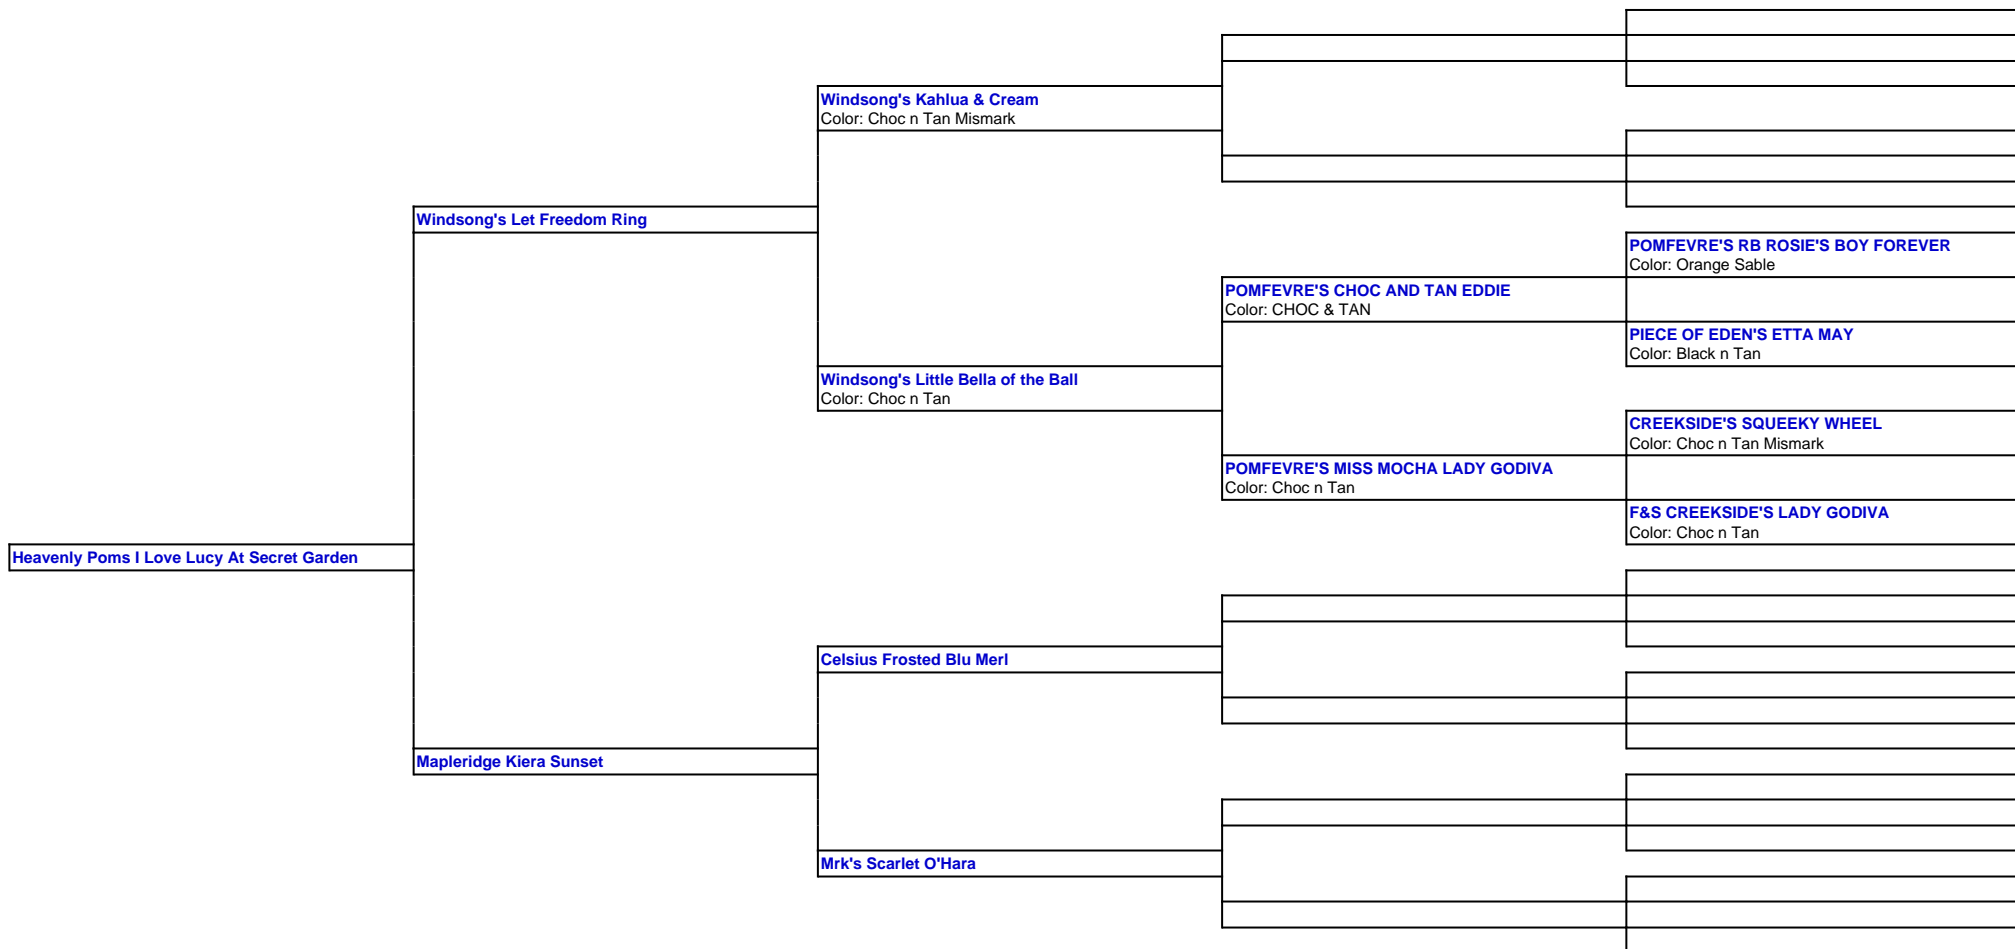 Windsong's Kahlua & Cream
Color: Choc n Tan Mismark
Windsong's Let Freedom Ring
POMFEVRE'S RB ROSIE'S BOY FOREVER
Color: Orange Sable
POMFEVRE'S CHOC AND TAN EDDIE
Color: CHOC & TAN
PIECE OF EDEN'S ETTA MAY
Color: Black n Tan
Windsong's Little Bella of the Ball
Color: Choc n Tan
CREEKSIDE'S SQUEEKY WHEEL
Color: Choc n Tan Mismark
POMFEVRE'S MISS MOCHA LADY GODIVA
Color: Choc n Tan
F&S CREEKSIDE'S LADY GODIVA
Color: Choc n Tan
Heavenly Poms I Love Lucy At Secret Garden
Celsius Frosted Blu Merl
Mapleridge Kiera Sunset
Mrk's Scarlet O'Hara